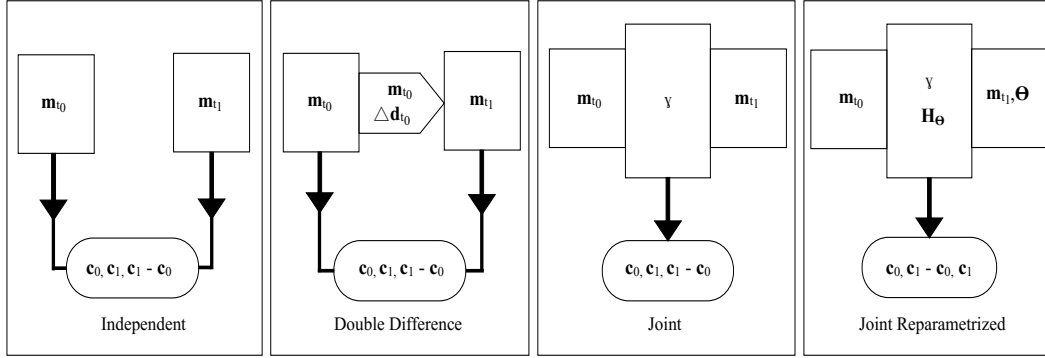 m_t₀
m_t₁
c₀, c₁, c₁ - c₀
Independent
m_t₀
m_t₀
△d_t₀
m_t₁
c₀, c₁, c₁ - c₀
Double Difference
m_t₀
ɣ
m_t₁
c₀, c₁, c₁ - c₀
Joint
m_t₀
ɣ
H_Θ
m_t₁,Θ
c₀, c₁ - c₀, c₁
Joint Reparametrized